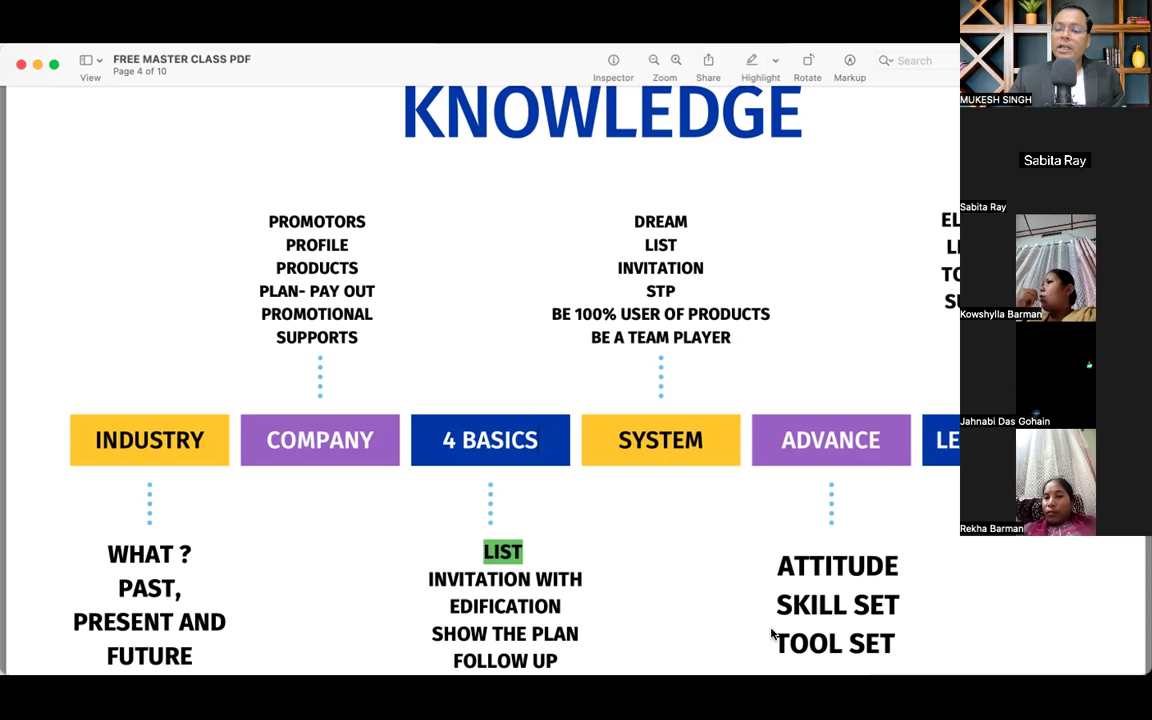 FREE MASTER CLASS PDF
Page 4 of 10
View
Inspector
Zoom
Share
Highlight
Rotate
Markup
Search
KNOWLEDGE
PROMOTORS
PROFILE
PRODUCTS
PLAN- PAY OUT
PROMOTIONAL
SUPPORTS
DREAM
LIST
INVITATION
STP
BE 100% USER OF PRODUCTS
BE A TEAM PLAYER
INDUSTRY
COMPANY
4 BASICS
SYSTEM
ADVANCE
WHAT ?
PAST,
PRESENT AND
FUTURE
LIST
INVITATION WITH
EDIFICATION
SHOW THE PLAN
FOLLOW UP
ATTITUDE
SKILL SET
TOOL SET
MUKESH SINGH
Sabita Ray
Sabita Ray
Kowshylla Barman
Jahnabi Das Gohain
Rekha Barman